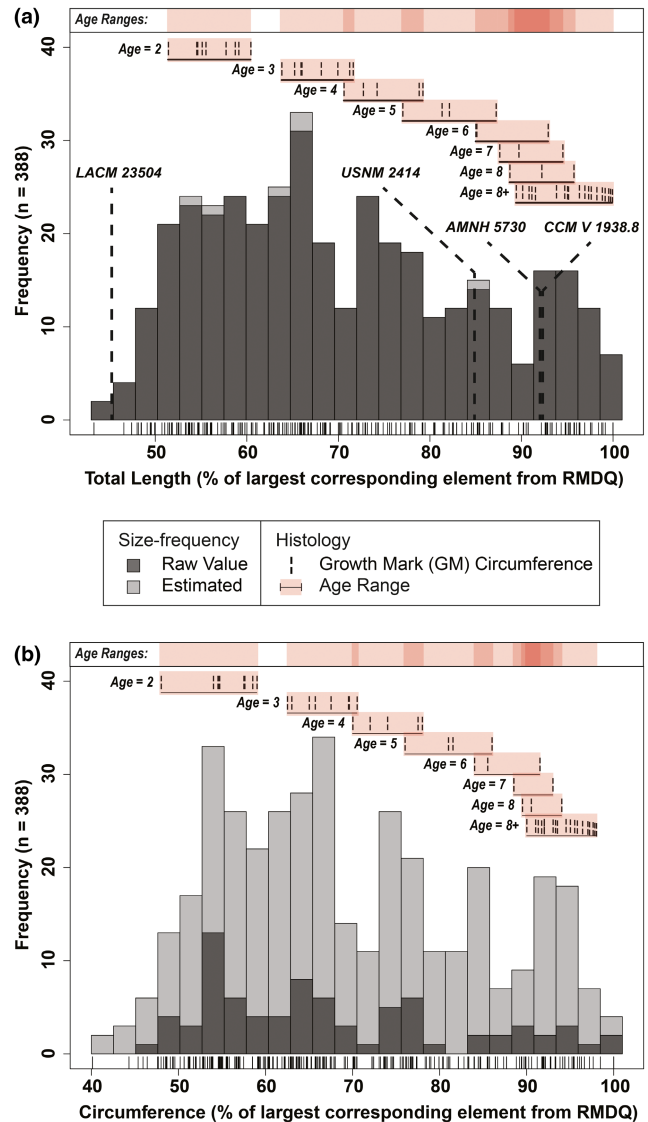 (a)
Age Ranges:
Age = 2
Age = 3
Age = 4
Age = 5
Age = 6
Age = 7
Age = 8
Age = 8+
LACM 23504
USNM 2414
AMNH 5730
CCM V 1938.8
Frequency (n = 388)
0
10
20
30
40
50
60
70
80
90
100
Total Length (% of largest corresponding element from RMDQ)
Size-frequency
Raw Value
Estimated
Histology
Growth Mark (GM) Circumference
Age Range
(b)
Age Ranges:
Age = 2
Age = 3
Age = 4
Age = 5
Age = 6
Age = 7
Age = 8
Age = 8+
Frequency (n = 388)
0
10
20
30
40
40
50
60
70
80
90
100
Circumference (% of largest corresponding element from RMDQ)